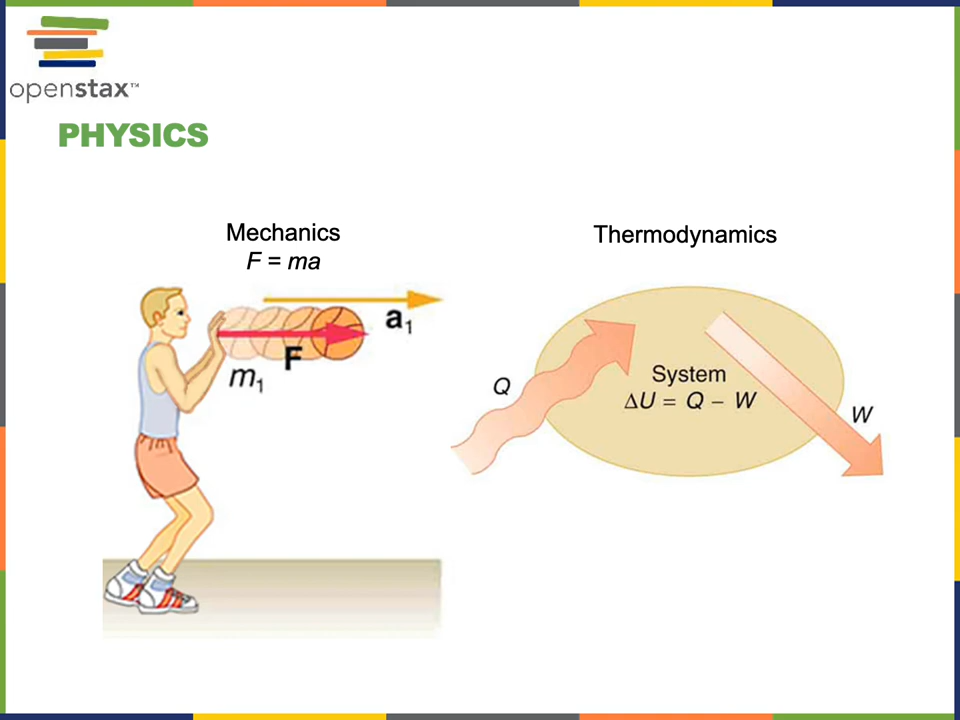 openstax™
PHYSICS
Mechanics
F = ma
a₁
F
m₁
Thermodynamics
Q
System
ΔU = Q – W
W